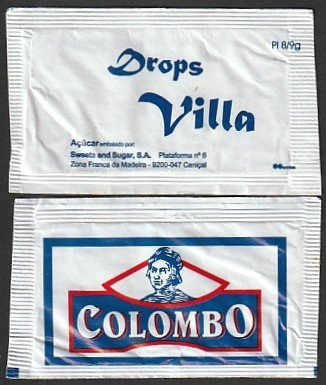 Pl 8/9g
Drops
Villa
Açúcar embalado por:
Sweets and Sugar, S.A. Plataforma nº 6
Zona Franca da Madeira - 9200-047 Caniçal
COLOMBO